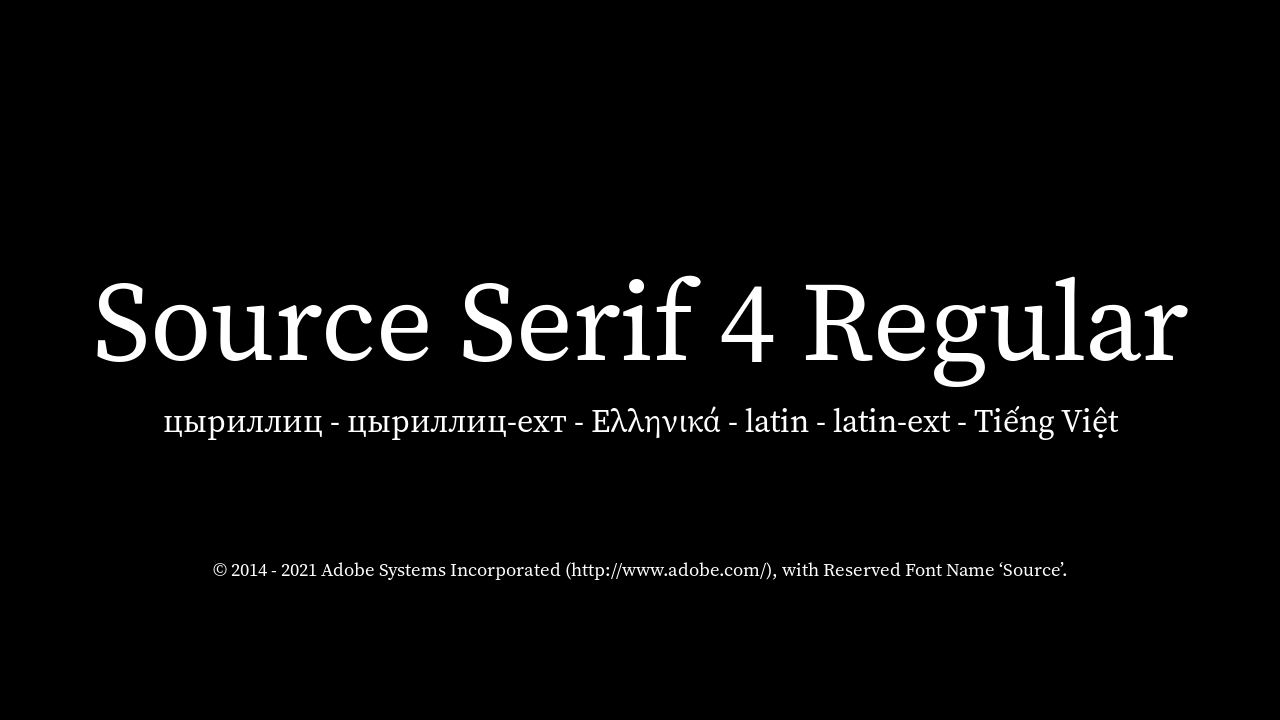 Source Serif 4 Regular
цыриллиц - цыриллиц-ехт - Ελληνικά - latin - latin-ext - Tiếng Việt
© 2014 - 2021 Adobe Systems Incorporated (http://www.adobe.com/), with Reserved Font Name ‘Source’.